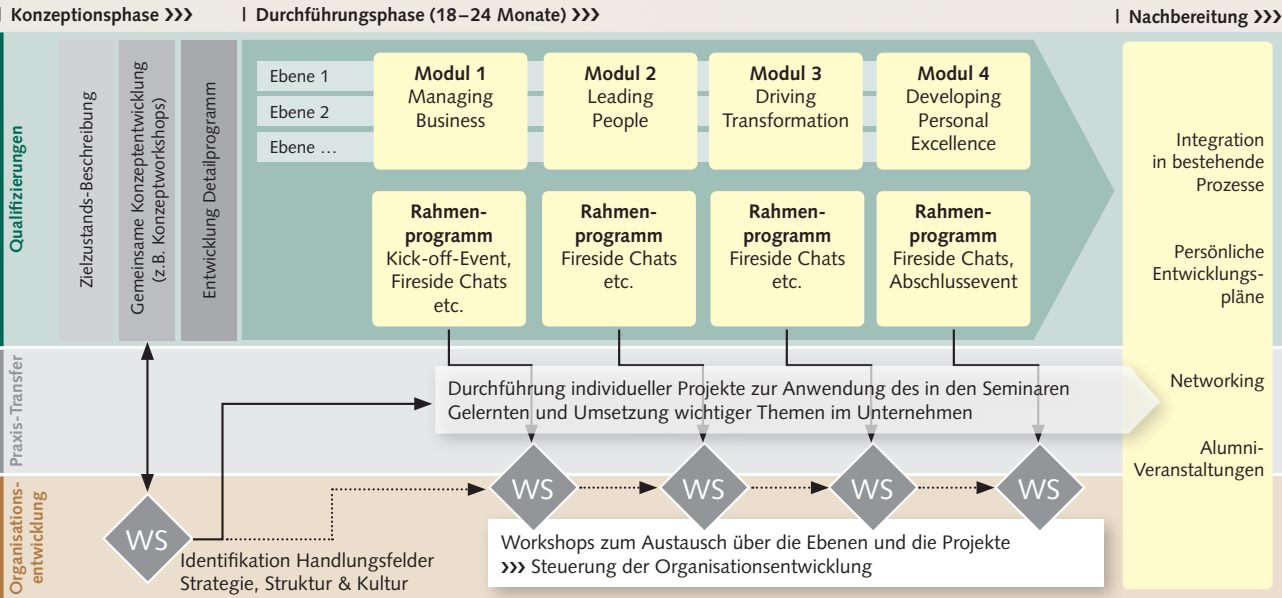 Konzeptionsphase ›››
Durchführungsphase (18–24 Monate) ›››
Nachbereitung ›››
Qualifizierungen
Zielzustands-Beschreibung
Gemeinsame Konzeptentwicklung
(z.B. Konzeptworkshops)
Entwicklung Detailprogramm
Ebene 1
Ebene 2
Ebene …
Modul 1
Managing
Business
Modul 2
Leading
People
Modul 3
Driving
Transformation
Modul 4
Developing
Personal
Excellence
Rahmen-
programm
Kick-off-Event,
Fireside Chats
etc.
Rahmen-
programm
Fireside Chats
etc.
Rahmen-
programm
Fireside Chats
etc.
Rahmen-
programm
Fireside Chats,
Abschlussevent
Integration
in bestehende
Prozesse
Persönliche
Entwicklungs-
pläne
Networking
Alumni-
Veranstaltungen
Praxis-Transfer
Durchführung individueller Projekte zur Anwendung des in den Seminaren
Gelernten und Umsetzung wichtiger Themen im Unternehmen
Organisations-
entwicklung
WS
WS
WS
WS
WS
Identifikation Handlungsfelder
Strategie, Struktur & Kultur
Workshops zum Austausch über die Ebenen und die Projekte
››› Steuerung der Organisationsentwicklung